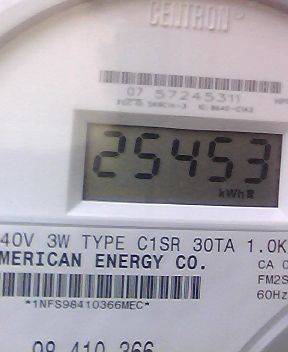 CENTRON
07 57245311
25453
kWh
40V 3W TYPE C1SR 30TA 1.0K
MERICAN ENERGY CO.
CA 0
FM2S
60Hz
*1NFS98410366MEC*
98 410 366